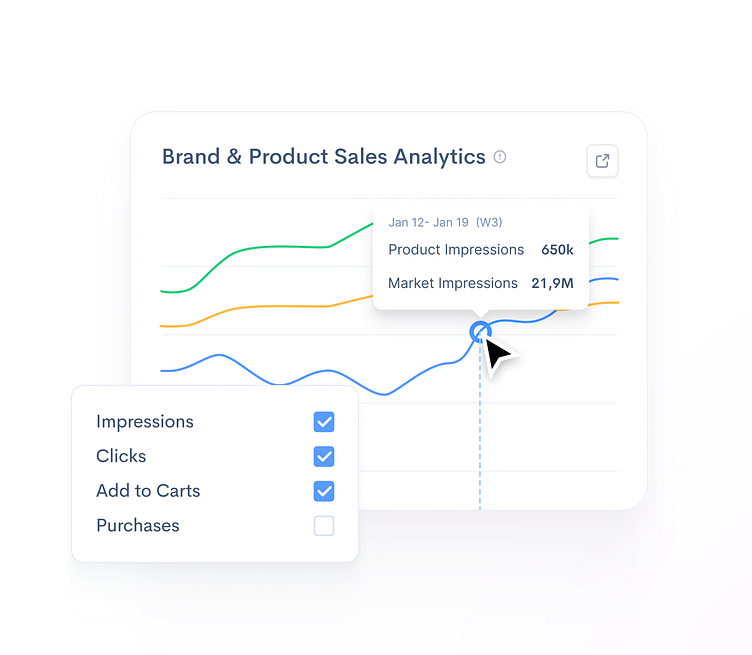 Brand & Product Sales Analytics
Jan 12- Jan 19 (W3)
Product Impressions 650k
Market Impressions 21,9M
Impressions
Clicks
Add to Carts
Purchases